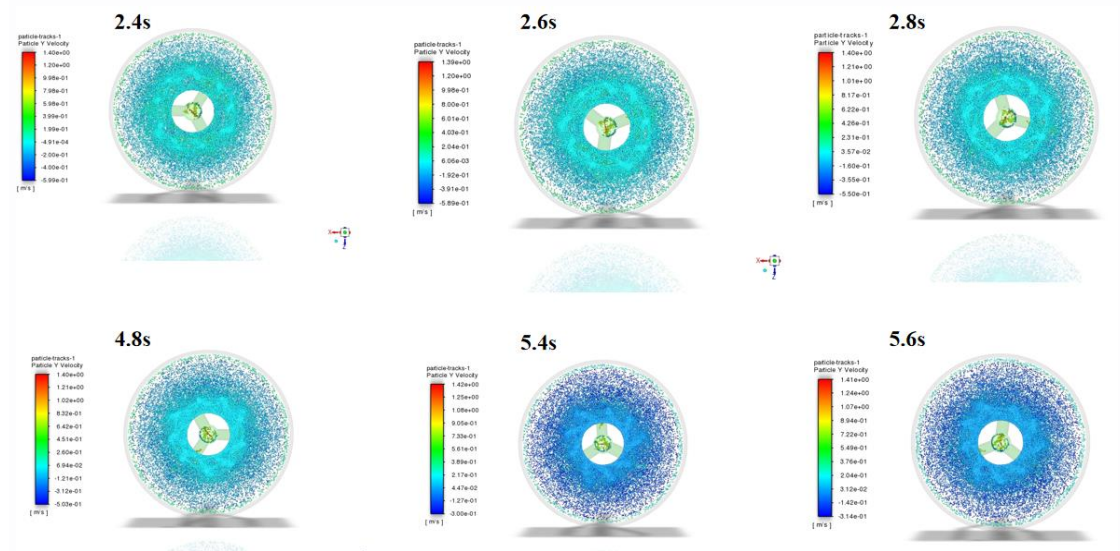 2.4s
particle-tracks-1
Particle Y Velocity
1.40e+00
1.20e+00
9.98e-01
7.98e-01
5.98e-01
3.99e-01
1.99e-01
-4.91e-04
-2.00e-01
-4.00e-01
-5.99e-01
[ m/s ]
X
Z
2.6s
particle-tracks-1
Particle Y Velocity
1.39e+00
1.20e+00
9.98e-01
7.99e-01
6.01e-01
4.03e-01
2.04e-01
6.06e-03
-1.92e-01
-3.91e-01
-5.89e-01
[ m/s ]
X
Z
2.8s
particle-tracks-1
Particle Y Velocity
1.40e+00
1.21e+00
1.01e+00
8.17e-01
6.22e-01
4.26e-01
2.31e-01
3.57e-02
-1.60e-01
-3.55e-01
-5.50e-01
[ m/s ]
4.8s
particle-tracks-1
Particle Y Velocity
1.40e+00
1.21e+00
1.02e+00
8.32e-01
6.42e-01
4.51e-01
2.60e-01
6.94e-02
-1.21e-01
-3.12e-01
-5.03e-01
[ m/s ]
5.4s
particle-tracks-1
Particle Y Velocity
1.42e+00
1.25e+00
1.08e+00
9.05e-01
7.33e-01
5.61e-01
3.89e-01
2.17e-01
4.47e-02
-1.27e-01
-3.00e-01
[ m/s ]
5.6s
particle-tracks-1
Particle Y Velocity
1.41e+00
1.24e+00
1.07e+00
8.94e-01
7.22e-01
5.49e-01
3.76e-01
2.04e-01
3.12e-02
-1.42e-01
-3.14e-01
[ m/s ]